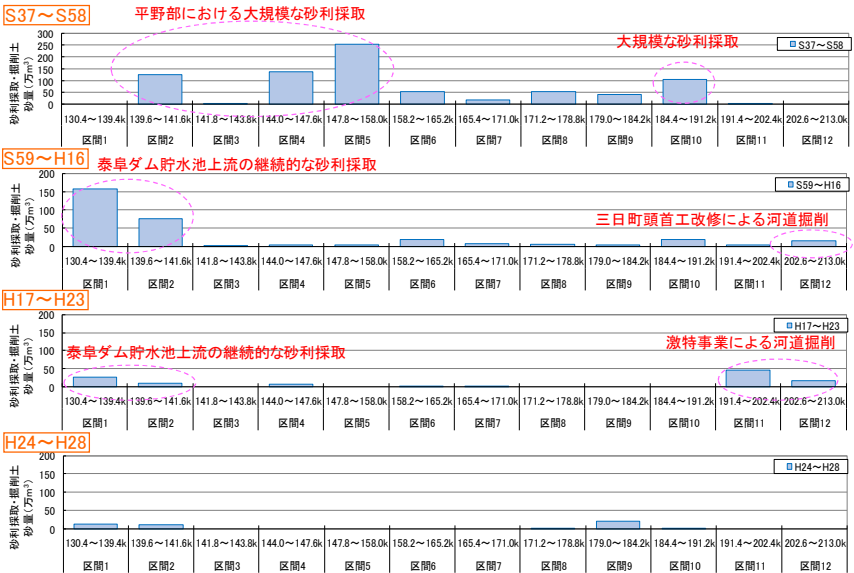 S37～S58
平野部における大規模な砂利採取
大規模な砂利採取
S37～S58
砂利採取・掘削土
砂量(万m³)
300
250
200
150
100
50
0
130.4～139.4k 139.6～141.6k 141.8～143.8k 144.0～147.6k 147.8～158.0k 158.2～165.2k 165.4～171.0k 171.2～178.8k 179.0～184.2k 184.4～191.2k 191.4～202.4k 202.6～213.0k
区間1 区間2 区間3 区間4 区間5 区間6 区間7 区間8 区間9 区間10 区間11 区間12
S59～H16
泰阜ダム貯水池上流の継続的な砂利採取
三日町頭首工改修による河道掘削
S59～H16
砂利採取・掘削土
砂量(万m³)
200
150
100
50
0
130.4～139.4k 139.6～141.6k 141.8～143.8k 144.0～147.6k 147.8～158.0k 158.2～165.2k 165.4～171.0k 171.2～178.8k 179.0～184.2k 184.4～191.2k 191.4～202.4k 202.6～213.0k
区間1 区間2 区間3 区間4 区間5 区間6 区間7 区間8 区間9 区間10 区間11 区間12
H17～H23
泰阜ダム貯水池上流の継続的な砂利採取
激特事業による河道掘削
H17～H23
砂利採取・掘削土
砂量(万m³)
200
150
100
50
0
130.4～139.4k 139.6～141.6k 141.8～143.8k 144.0～147.6k 147.8～158.0k 158.2～165.2k 165.4～171.0k 171.2～178.8k 179.0～184.2k 184.4～191.2k 191.4～202.4k 202.6～213.0k
区間1 区間2 区間3 区間4 区間5 区間6 区間7 区間8 区間9 区間10 区間11 区間12
H24～H28
H24～H28
砂利採取・掘削土
砂量(万m³)
200
150
100
50
0
130.4～139.4k 139.6～141.6k 141.8～143.8k 144.0～147.6k 147.8～158.0k 158.2～165.2k 165.4～171.0k 171.2～178.8k 179.0～184.2k 184.4～191.2k 191.4～202.4k 202.6～213.0k
区間1 区間2 区間3 区間4 区間5 区間6 区間7 区間8 区間9 区間10 区間11 区間12